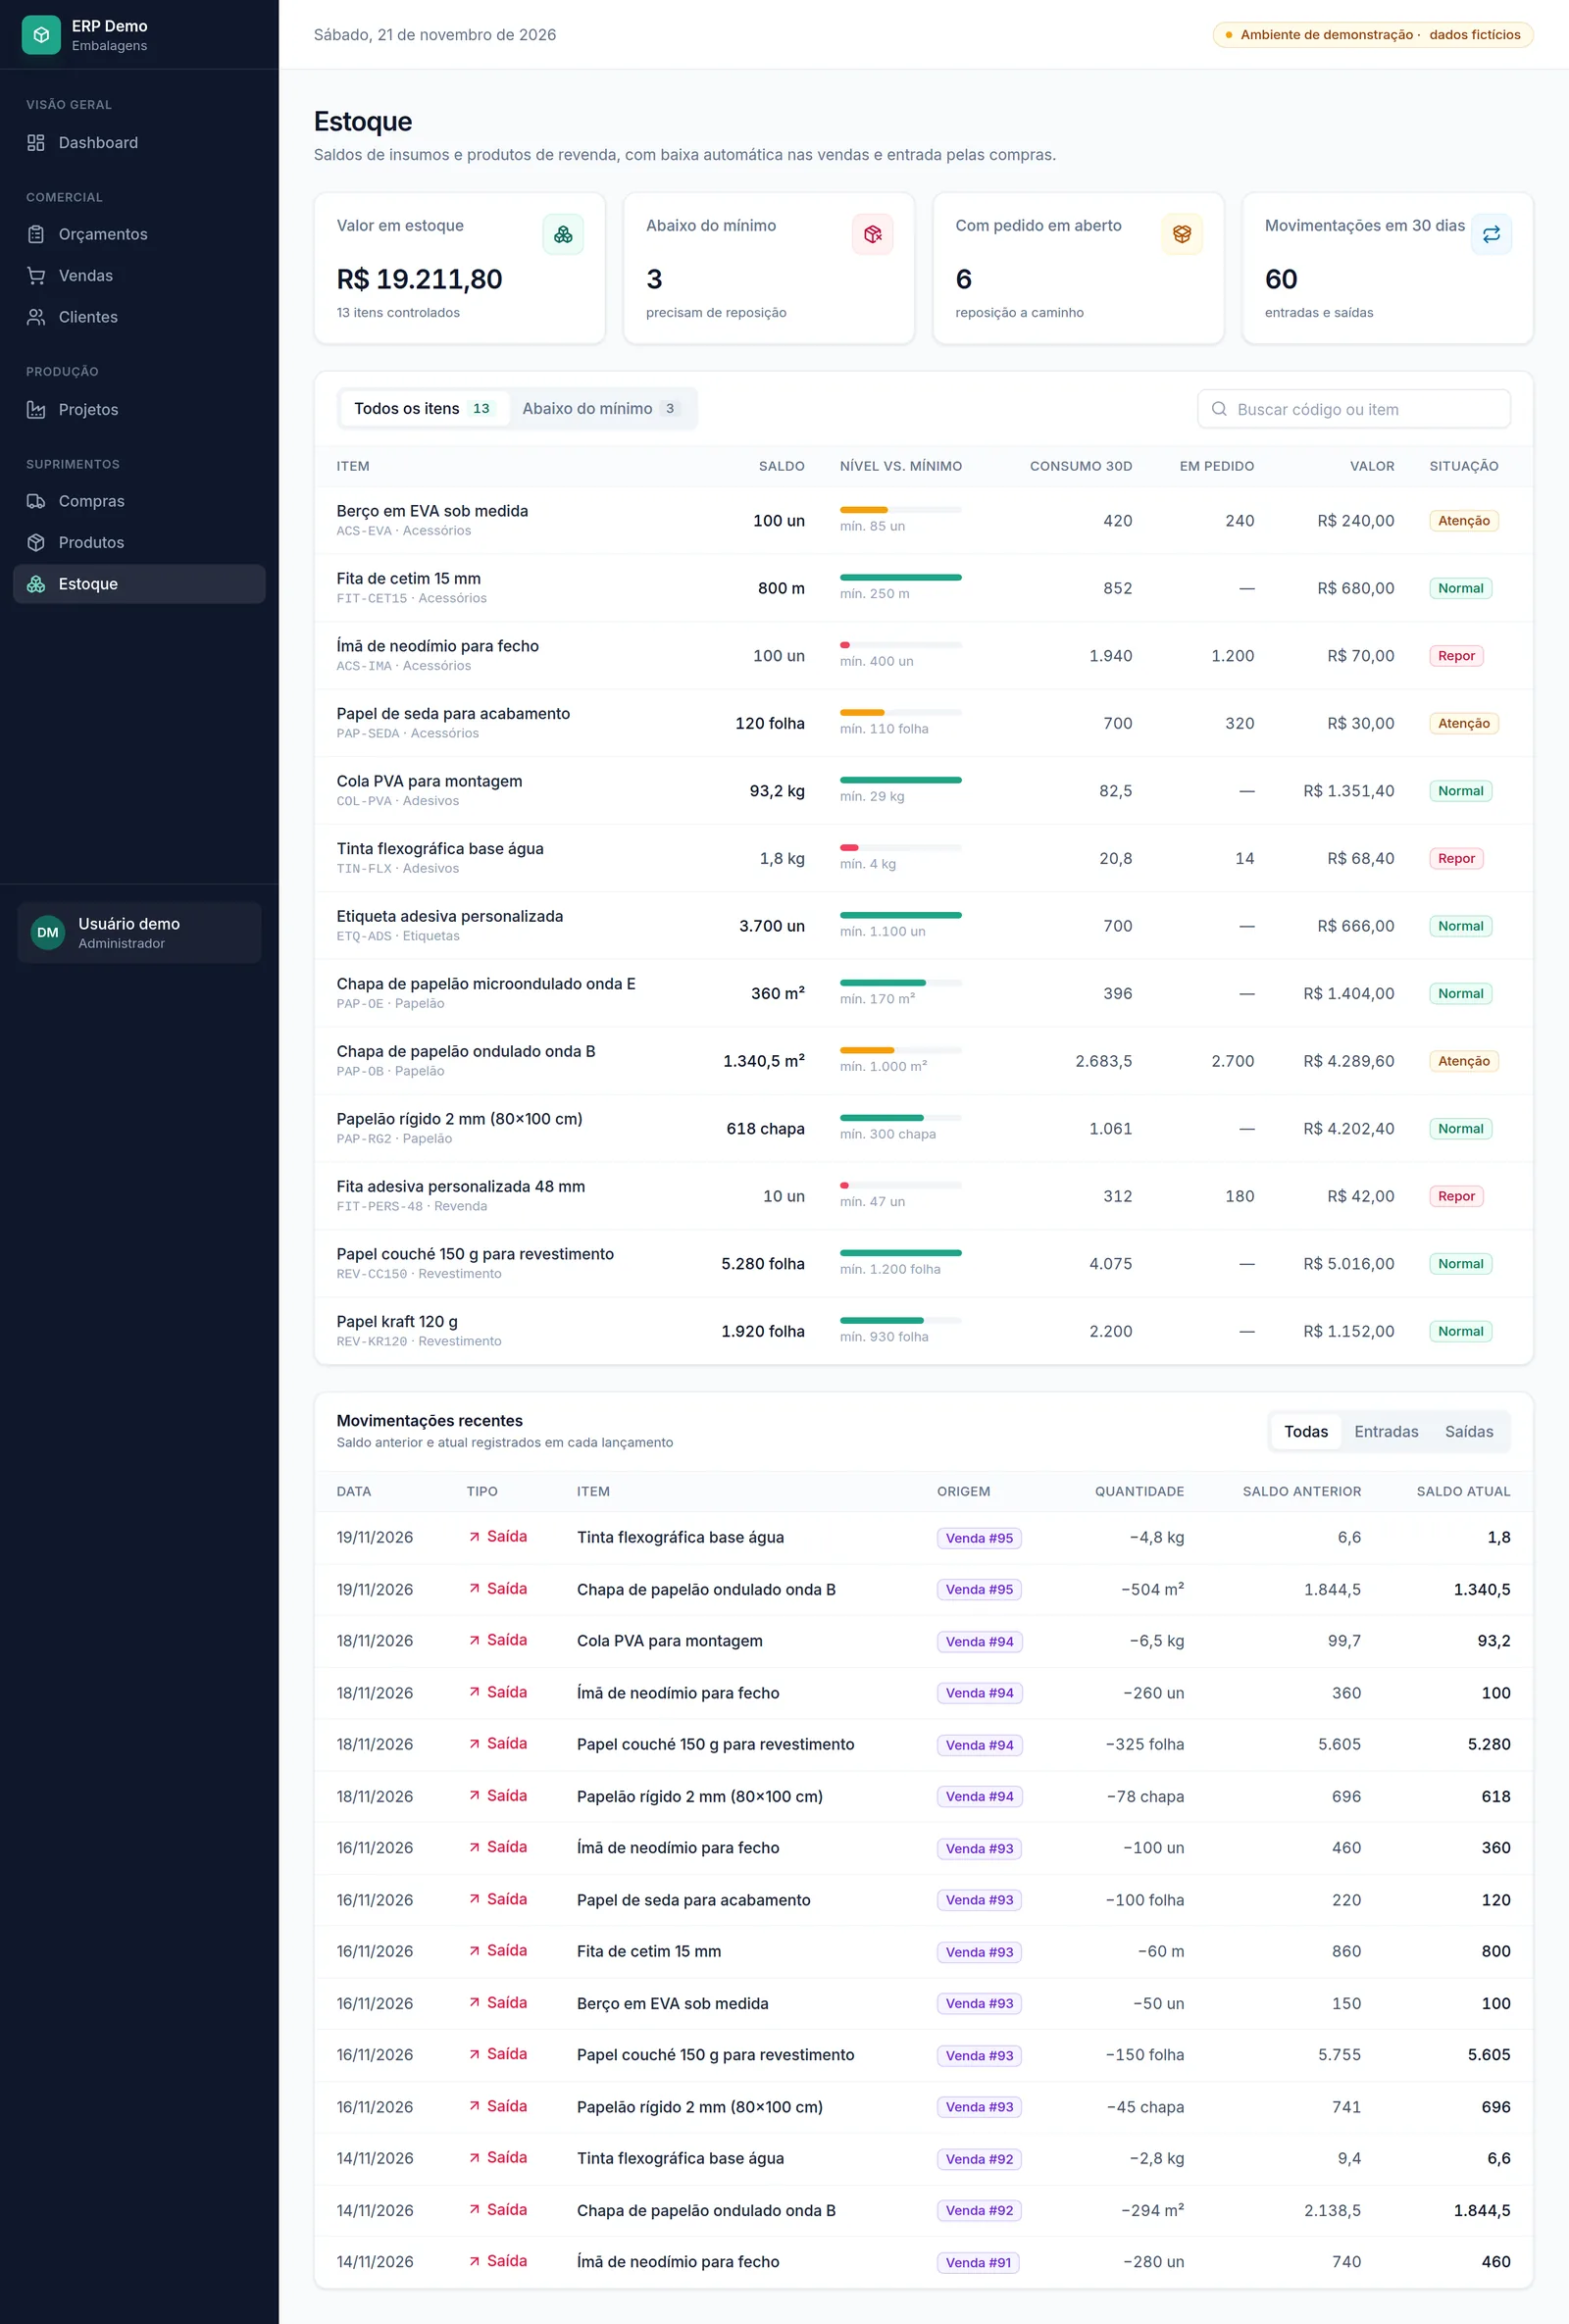 ERP Demo
Embalagens
VISÃO GERAL
Dashboard
COMERCIAL
Orçamentos
Vendas
Clientes
PRODUÇÃO
Projetos
SUPRIMENTOS
Compras
Produtos
Estoque
DM
Usuário demo
Administrador
Sábado, 21 de novembro de 2026
Ambiente de demonstração · dados fictícios
Estoque
Saldos de insumos e produtos de revenda, com baixa automática nas vendas e entrada pelas compras.
Valor em estoque
R$ 19.211,80
13 itens controlados
Abaixo do mínimo
3
precisam de reposição
Com pedido em aberto
6
reposição a caminho
Movimentações em 30 dias
60
entradas e saídas
Todos os itens 13 Abaixo do mínimo 3
Buscar código ou item
ITEM SALDO NÍVEL VS. MÍNIMO CONSUMO 30D EM PEDIDO VALOR SITUAÇÃO
Berço em EVA sob medida
ACS-EVA · Acessórios
100 un mín. 85 un 420 240 R$ 240,00 Atenção
Fita de cetim 15 mm
FIT-CET15 · Acessórios
800 m mín. 250 m 852 — R$ 680,00 Normal
Ímã de neodímio para fecho
ACS-IMA · Acessórios
100 un mín. 400 un 1.940 1.200 R$ 70,00 Repor
Papel de seda para acabamento
PAP-SEDA · Acessórios
120 folha mín. 110 folha 700 320 R$ 30,00 Atenção
Cola PVA para montagem
COL-PVA · Adesivos
93,2 kg mín. 29 kg 82,5 — R$ 1.351,40 Normal
Tinta flexográfica base água
TIN-FLX · Adesivos
1,8 kg mín. 4 kg 20,8 14 R$ 68,40 Repor
Etiqueta adesiva personalizada
ETQ-ADS · Etiquetas
3.700 un mín. 1.100 un 700 — R$ 666,00 Normal
Chapa de papelão microondulado onda E
PAP-OE · Papelão
360 m² mín. 170 m² 396 — R$ 1.404,00 Normal
Chapa de papelão ondulado onda B
PAP-OB · Papelão
1.340,5 m² mín. 1.000 m² 2.683,5 2.700 R$ 4.289,60 Atenção
Papelão rígido 2 mm (80×100 cm)
PAP-RG2 · Papelão
618 chapa mín. 300 chapa 1.061 — R$ 4.202,40 Normal
Fita adesiva personalizada 48 mm
FIT-PERS-48 · Revenda
10 un mín. 47 un 312 180 R$ 42,00 Repor
Papel couché 150 g para revestimento
REV-CC150 · Revestimento
5.280 folha mín. 1.200 folha 4.075 — R$ 5.016,00 Normal
Papel kraft 120 g
REV-KR120 · Revestimento
1.920 folha mín. 930 folha 2.200 — R$ 1.152,00 Normal
Movimentações recentes
Saldo anterior e atual registrados em cada lançamento
Todas Entradas Saídas
DATA TIPO ITEM ORIGEM QUANTIDADE SALDO ANTERIOR SALDO ATUAL
19/11/2026 Saída Tinta flexográfica base água Venda #95 −4,8 kg 6,6 1,8
19/11/2026 Saída Chapa de papelão ondulado onda B Venda #95 −504 m² 1.844,5 1.340,5
18/11/2026 Saída Cola PVA para montagem Venda #94 −6,5 kg 99,7 93,2
18/11/2026 Saída Ímã de neodímio para fecho Venda #94 −260 un 360 100
18/11/2026 Saída Papel couché 150 g para revestimento Venda #94 −325 folha 5.605 5.280
18/11/2026 Saída Papelão rígido 2 mm (80×100 cm) Venda #94 −78 chapa 696 618
16/11/2026 Saída Ímã de neodímio para fecho Venda #93 −100 un 460 360
16/11/2026 Saída Papel de seda para acabamento Venda #93 −100 folha 220 120
16/11/2026 Saída Fita de cetim 15 mm Venda #93 −60 m 860 800
16/11/2026 Saída Berço em EVA sob medida Venda #93 −50 un 150 100
16/11/2026 Saída Papel couché 150 g para revestimento Venda #93 −150 folha 5.755 5.605
16/11/2026 Saída Papelão rígido 2 mm (80×100 cm) Venda #93 −45 chapa 741 696
14/11/2026 Saída Tinta flexográfica base água Venda #92 −2,8 kg 9,4 6,6
14/11/2026 Saída Chapa de papelão ondulado onda B Venda #92 −294 m² 2.138,5 1.844,5
14/11/2026 Saída Ímã de neodímio para fecho Venda #91 −280 un 740 460